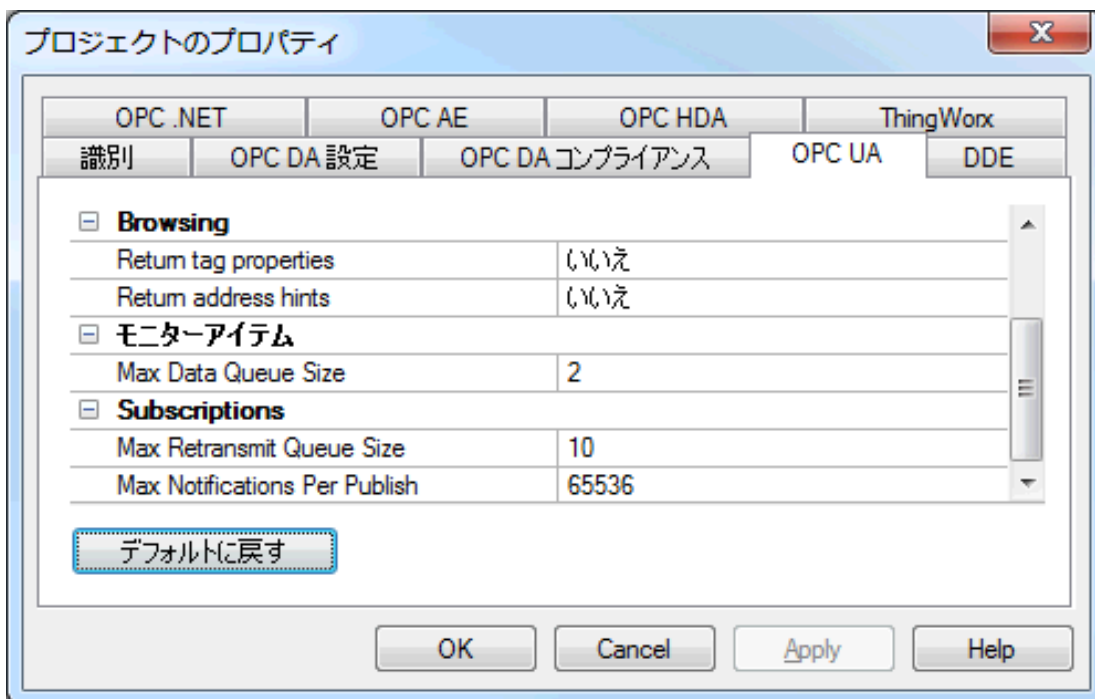 プロジェクトのプロパティ
OPC .NET OPC AE OPC HDA ThingWorx
識別 OPC DA 設定 OPC DA コンプライアンス OPC UA DDE
Browsing
Return tag properties いいえ
Return address hints いいえ
モニターアイテム
Max Data Queue Size 2
Subscriptions
Max Retransmit Queue Size 10
Max Notifications Per Publish 65536
デフォルトに戻す
OK Cancel Apply Help